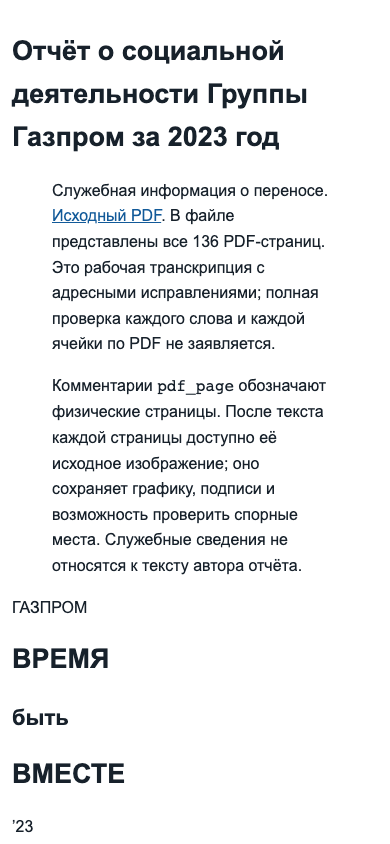 Отчёт о социальной
деятельности Группы
Газпром за 2023 год
Служебная информация о переносе.
Исходный PDF. В файле
представлены все 136 PDF-страниц.
Это рабочая транскрипция с
адресными исправлениями; полная
проверка каждого слова и каждой
ячейки по PDF не заявляется.
Комментарии pdf_page обозначают
физические страницы. После текста
каждой страницы доступно её
исходное изображение; оно
сохраняет графику, подписи и
возможность проверить спорные
места. Служебные сведения не
относятся к тексту автора отчёта.
ГАЗПРОМ
ВРЕМЯ
быть
ВМЕСТЕ
’23